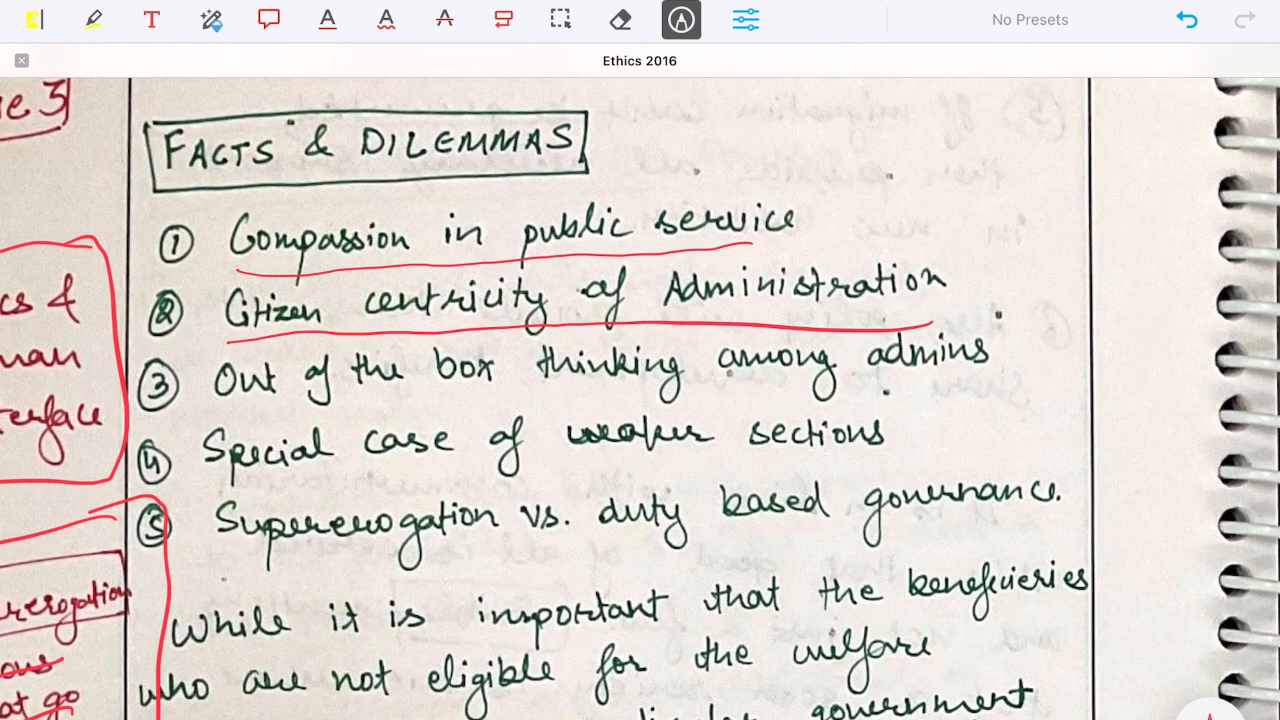 No Presets
Ethics 2016
FACTS & DILEMMAS
① Compassion in public service
② Citizen centricity of Administration
③ Out of the box thinking among admins
④ Special case of weaker sections
⑤ Supererogation vs. duty based governance.
While it is important that the beneficieries
who are not eligible for the welfare
government